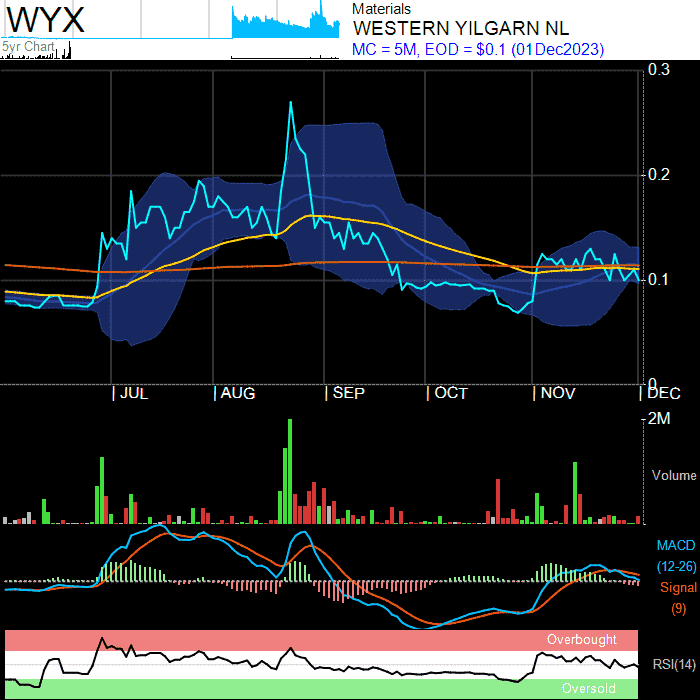 WYX
5yr Chart
Materials
WESTERN YILGARN NL
MC = 5M, EOD = $0.1 (01Dec2023)
0.3
0.2
0.1
0
JUL
AUG
SEP
OCT
NOV
DEC
2M
Volume
MACD
(12-26)
Signal
(9)
Overbought
RSI(14)
Oversold